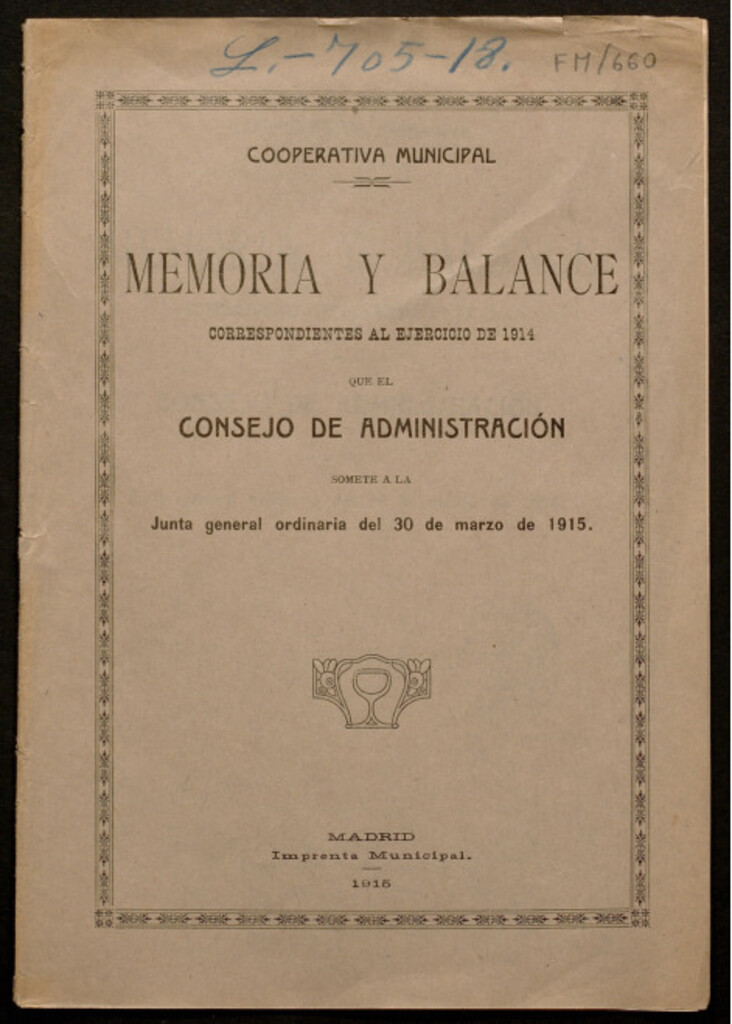 L.-705-18. FM/660
COOPERATIVA MUNICIPAL
MEMORIA Y BALANCE
CORRESPONDIENTES AL EJERCICIO DE 1914
QUE EL
CONSEJO DE ADMINISTRACIÓN
SOMETE A LA
Junta general ordinaria del 30 de marzo de 1915.
MADRID
Imprenta Municipal.
1915